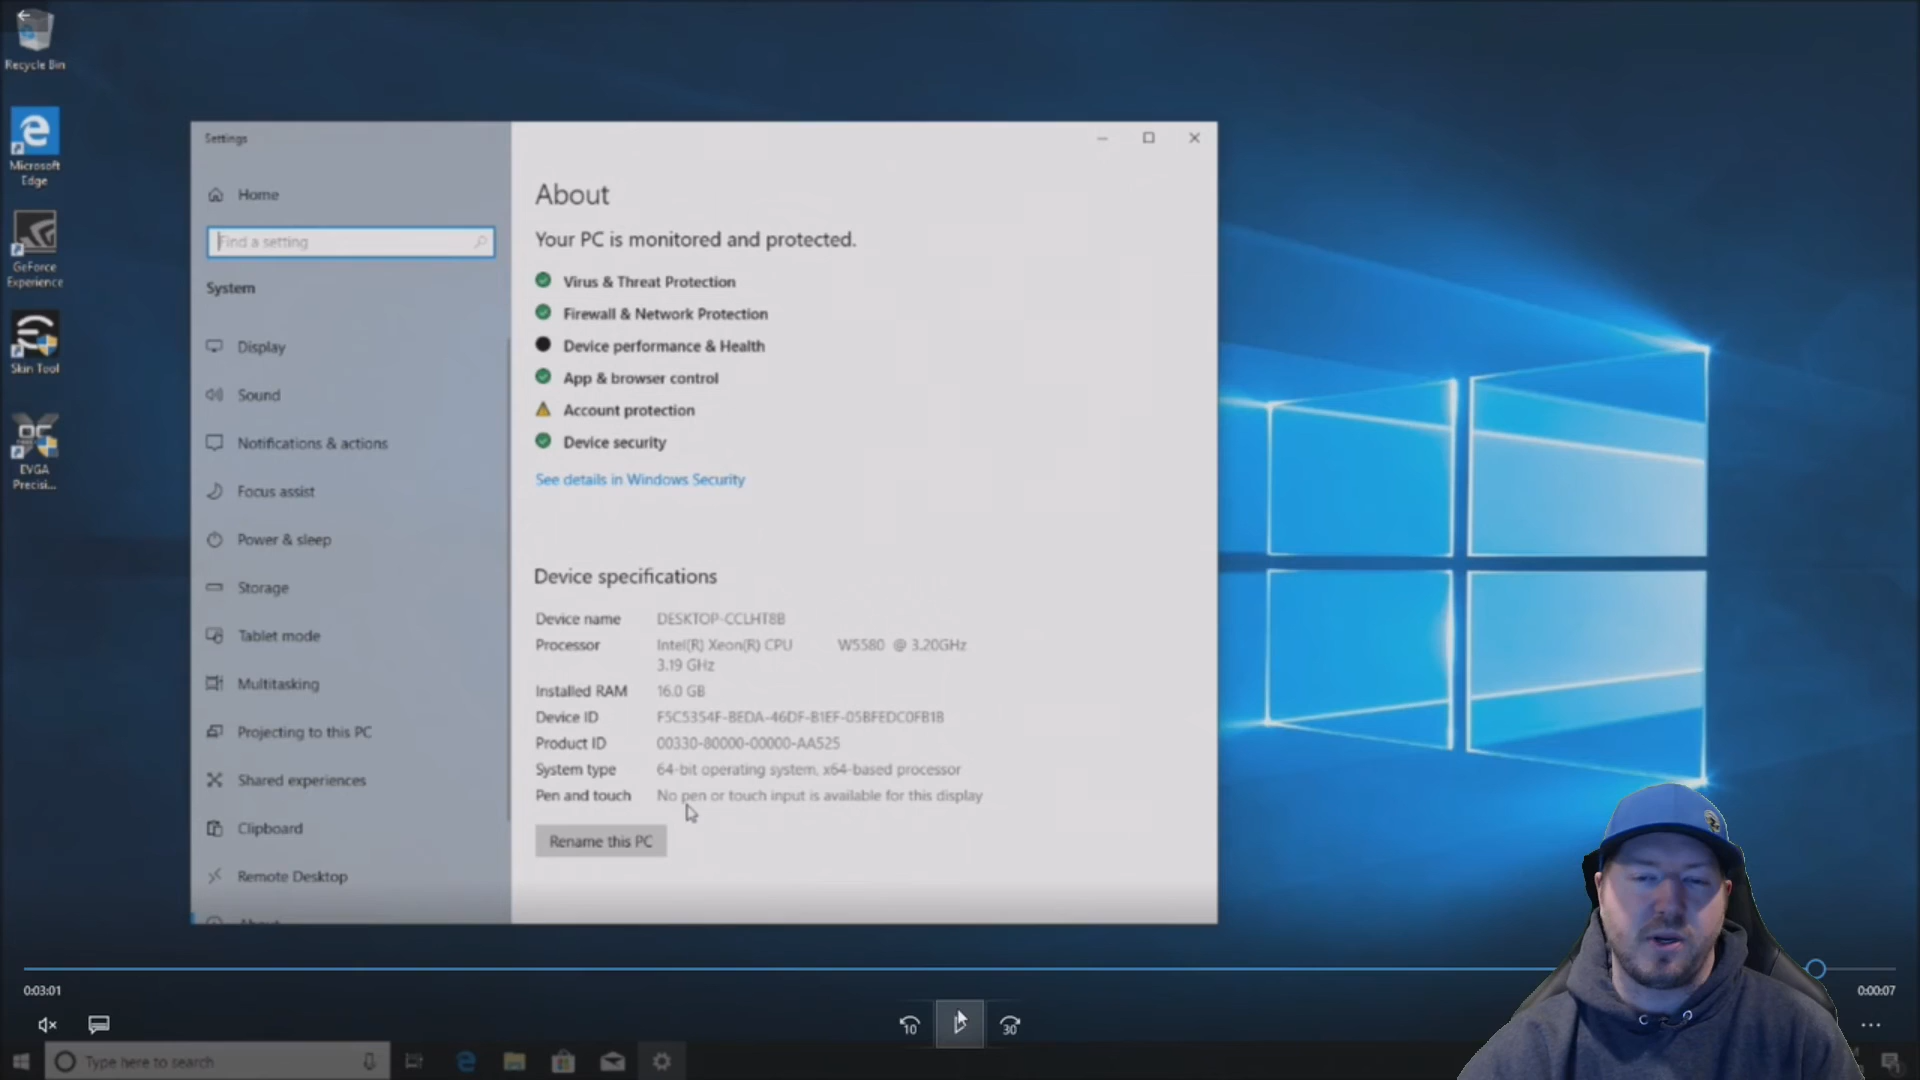 Recycle Bin
Microsoft
Edge
GeForce
Experience
Skin Tool
EVGA
Precisi...
Settings
Home
Find a setting
System
Display
Sound
Notifications & actions
Focus assist
Power & sleep
Storage
Tablet mode
Multitasking
Projecting to this PC
Shared experiences
Clipboard
Remote Desktop
About
About
Your PC is monitored and protected.
Virus & Threat Protection
Firewall & Network Protection
Device performance & Health
App & browser control
Account protection
Device security
See details in Windows Security
Device specifications
Device name DESKTOP-CCLHT8B
Processor Intel(R) Xeon(R) CPU W5580 @ 3.20GHz
3.19 GHz
Installed RAM 16.0 GB
Device ID F5C5354F-BEDA-46DF-B1EF-05BFEDC0FB1B
Product ID 00330-80000-00000-AA525
System type 64-bit operating system, x64-based processor
Pen and touch No pen or touch input is available for this display
Rename this PC
0:03:01
0:00:07
10
30
Type here to search